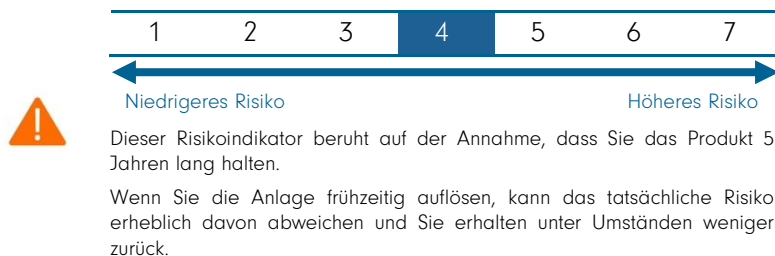 1 2 3 4 5 6 7
Niedrigeres Risiko Höheres Risiko
Dieser Risikoindikator beruht auf der Annahme, dass Sie das Produkt 5
Jahren lang halten.
Wenn Sie die Anlage frühzeitig auflösen, kann das tatsächliche Risiko
erheblich davon abweichen und Sie erhalten unter Umständen weniger
zurück.